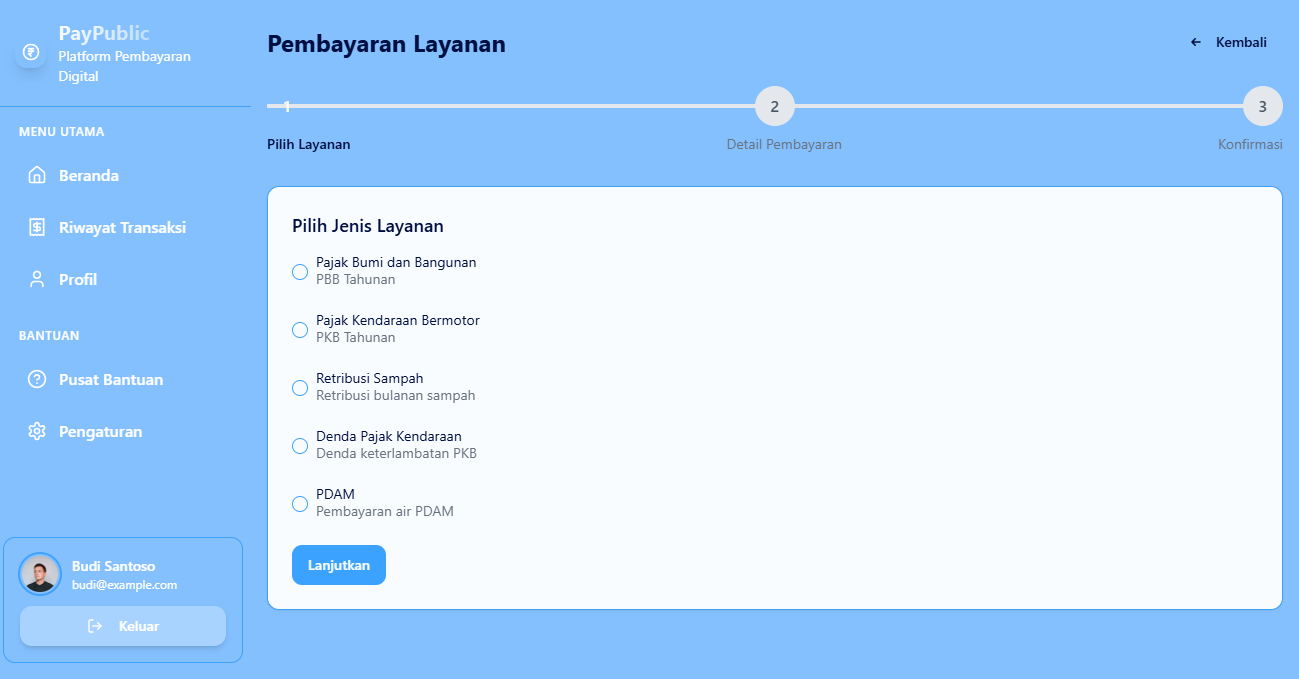 PayPublic
Platform Pembayaran
Digital
MENU UTAMA
Beranda
Riwayat Transaksi
Profil
BANTUAN
Pusat Bantuan
Pengaturan
Budi Santoso
budi@example.com
Keluar
Pembayaran Layanan
Kembali
1
2
3
Pilih Layanan
Detail Pembayaran
Konfirmasi
Pilih Jenis Layanan
Pajak Bumi dan Bangunan
PBB Tahunan
Pajak Kendaraan Bermotor
PKB Tahunan
Retribusi Sampah
Retribusi bulanan sampah
Denda Pajak Kendaraan
Denda keterlambatan PKB
PDAM
Pembayaran air PDAM
Lanjutkan